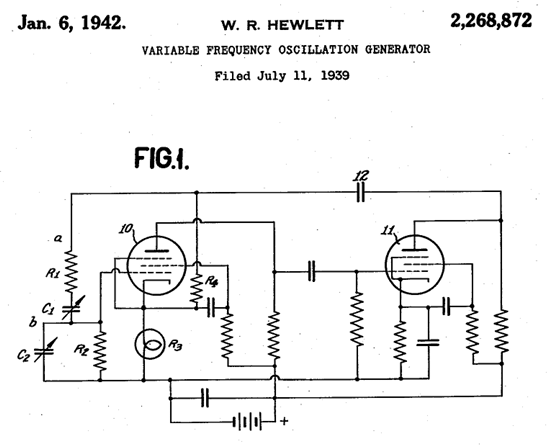 Jan. 6, 1942.
W. R. HEWLETT
2,268,872
VARIABLE FREQUENCY OSCILLATION GENERATOR
Filed July 11, 1939
FIG.1.
12
10
11
a
R1
R4
C1
b
C2
R2
R3
+